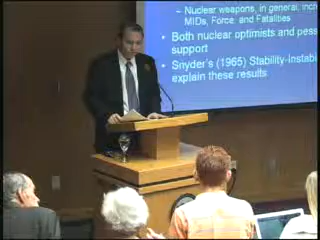 – Nuclear weapons, in general, incr
MIDs, Force, and Fatalities
• Both nuclear optimists and pess
support
• Snyder's (1965) Stability-Instab
explain these results